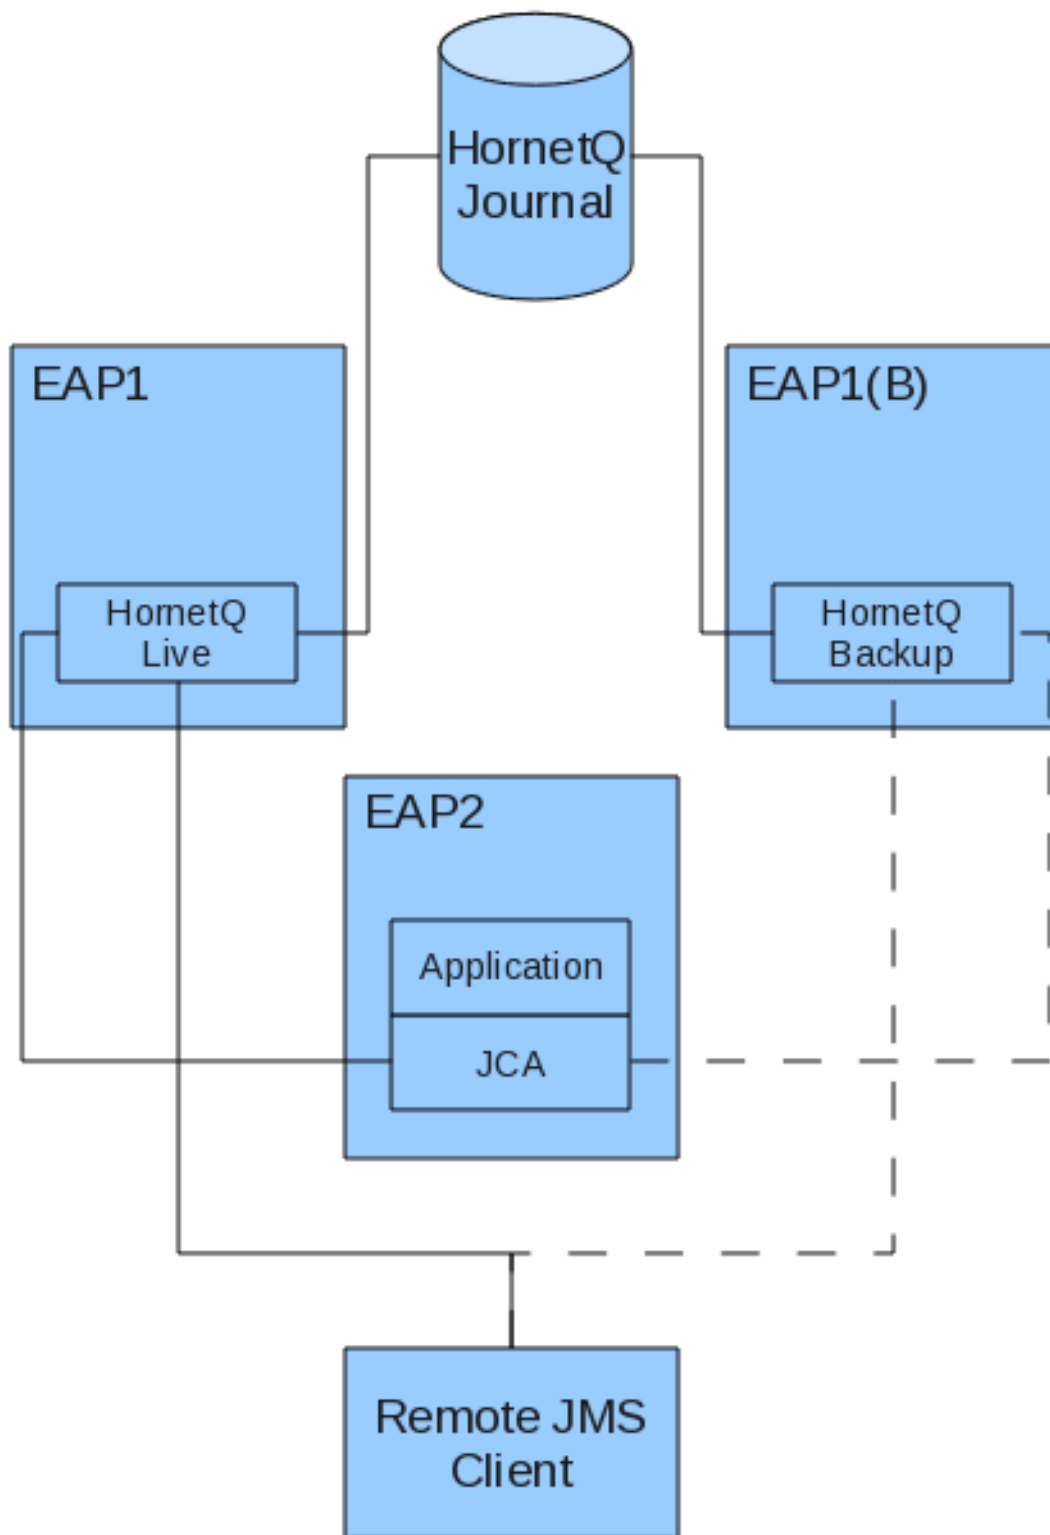 HornetQ
Journal
EAP1
EAP1(B)
HornetQ
Live
HornetQ
Backup
EAP2
Application
JCA
Remote JMS
Client